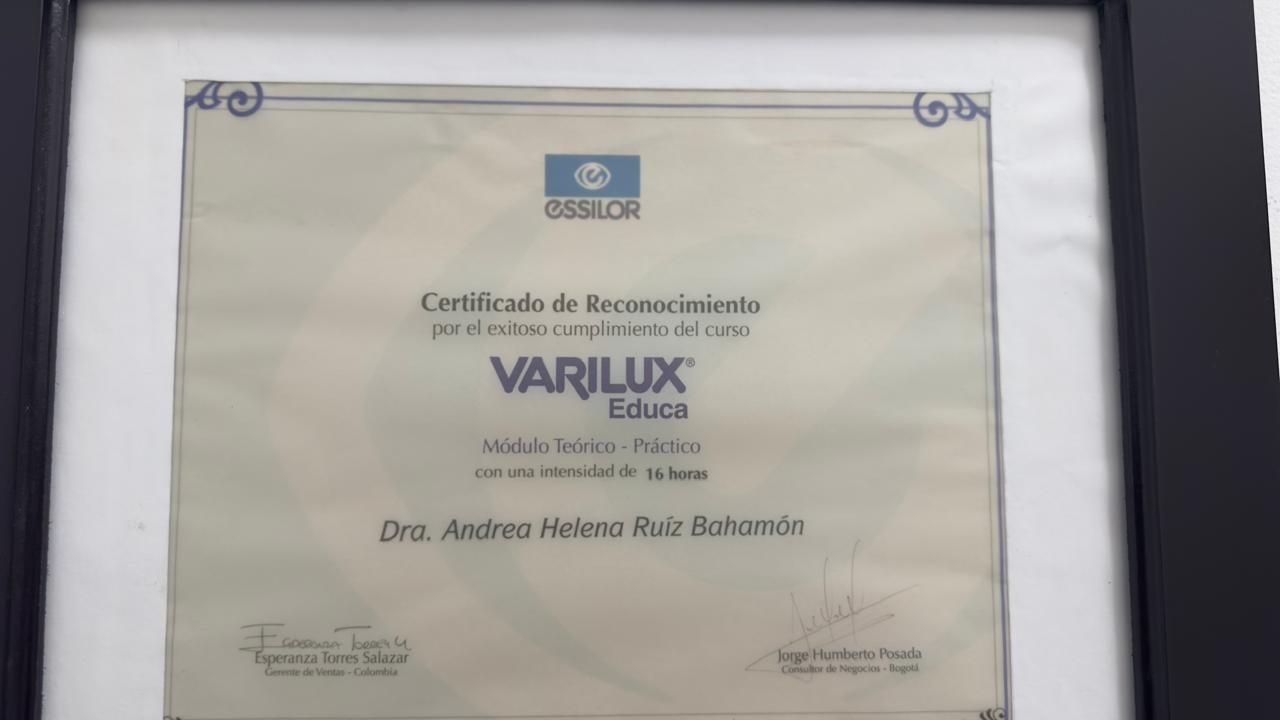 essilor
Certificado de Reconocimiento
por el exitoso cumplimiento del curso
VARILUX®
Educa
Módulo Teórico - Práctico
con una intensidad de 16 horas
Dra. Andrea Helena Ruíz Bahamón
Esperanza Torres Salazar
Gerente de Ventas - Colombia
Jorge Humberto Posada
Consultor de Negocios - Bogotá